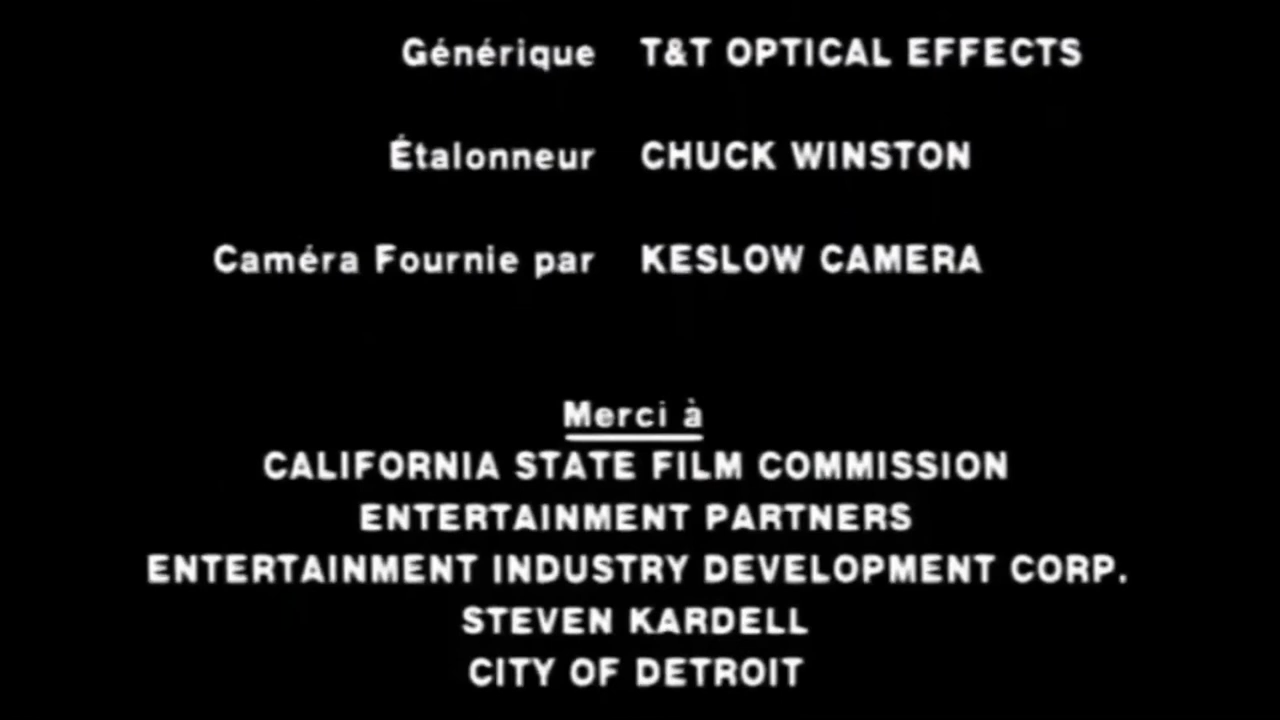 Générique T&T OPTICAL EFFECTS
Étalonneur CHUCK WINSTON
Caméra Fournie par KESLOW CAMERA
Merci à
CALIFORNIA STATE FILM COMMISSION
ENTERTAINMENT PARTNERS
ENTERTAINMENT INDUSTRY DEVELOPMENT CORP.
STEVEN KARDELL
CITY OF DETROIT